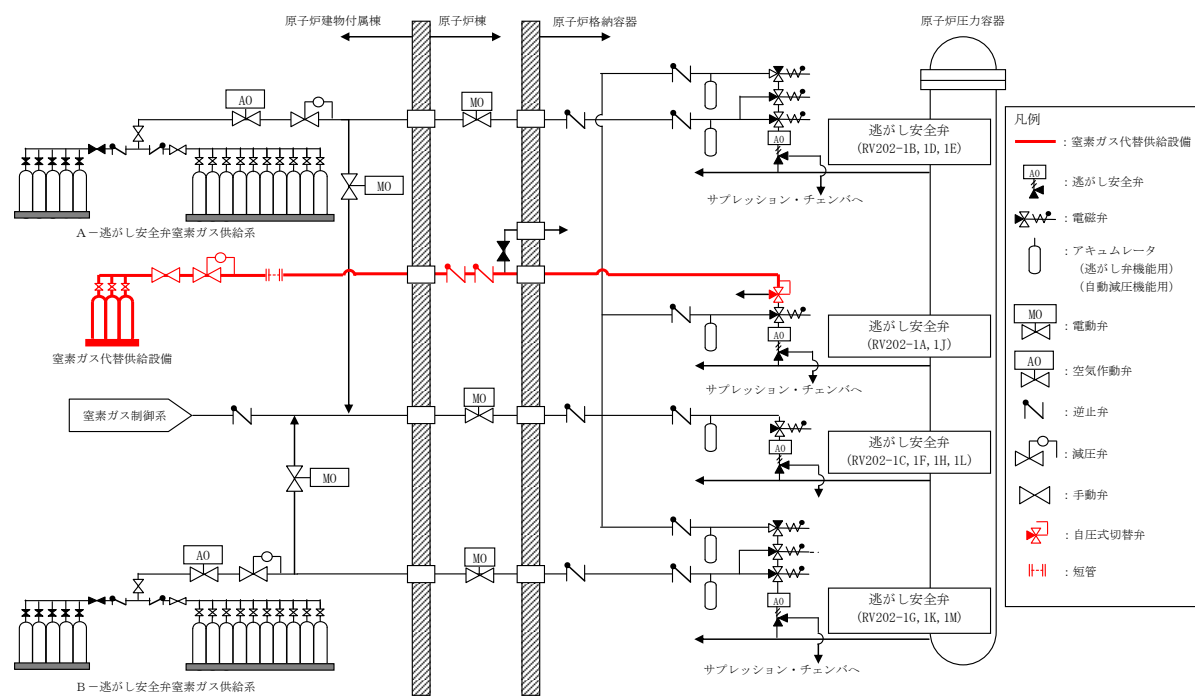 原子炉建物付属棟
原子炉棟
原子炉格納容器
原子炉圧力容器
AO
MO
MO
AO
逃がし安全弁
(RV202-1B, 1D, 1E)
サプレッション・チェンバへ
A－逃がし安全弁窒素ガス供給系
窒素ガス代替供給設備
AO
逃がし安全弁
(RV202-1A, 1J)
サプレッション・チェンバへ
窒素ガス制御系
MO
MO
AO
逃がし安全弁
(RV202-1C, 1F, 1H, 1L)
AO
MO
AO
逃がし安全弁
(RV202-1G, 1K, 1M)
サプレッション・チェンバへ
B－逃がし安全弁窒素ガス供給系
凡例
：窒素ガス代替供給設備
AO
：逃がし安全弁
：電磁弁
：アキュムレータ
（逃がし弁機能用）
（自動減圧機能用）
MO
：電動弁
AO
：空気作動弁
：逆止弁
：減圧弁
：手動弁
：自圧式切替弁
：短管